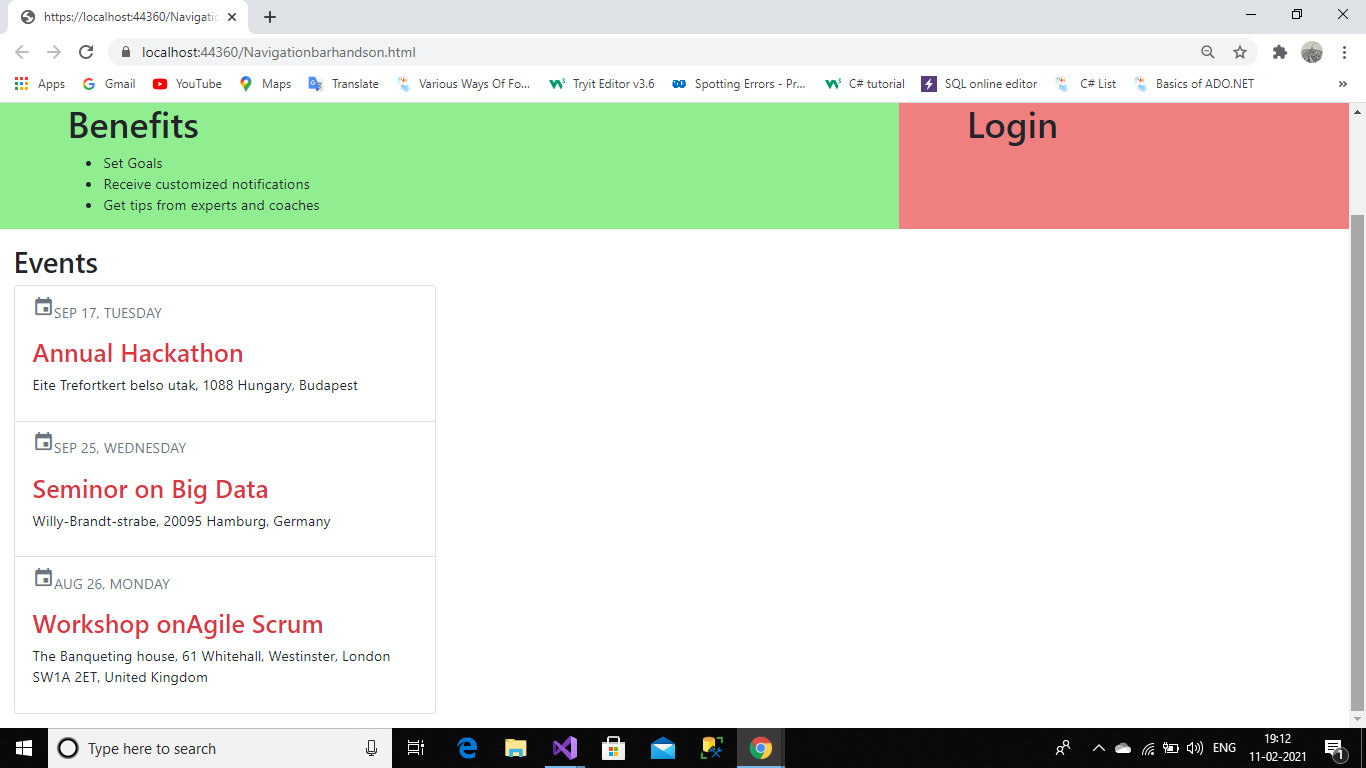 https://localhost:44360/Navigatio
localhost:44360/Navigationbarhandson.html
Apps Gmail YouTube Maps Translate Various Ways Of Fo... Tryit Editor v3.6 Spotting Errors - Pr... C# tutorial SQL online editor C# List Basics of ADO.NET »
Benefits
• Set Goals
• Receive customized notifications
• Get tips from experts and coaches
Login
Events
SEP 17, TUESDAY
Annual Hackathon
Eite Trefortkert belso utak, 1088 Hungary, Budapest
SEP 25, WEDNESDAY
Seminor on Big Data
Willy-Brandt-strabe, 20095 Hamburg, Germany
AUG 26, MONDAY
Workshop onAgile Scrum
The Banqueting house, 61 Whitehall, Westinster, London
SW1A 2ET, United Kingdom
Type here to search
ENG
19:12
11-02-2021
1